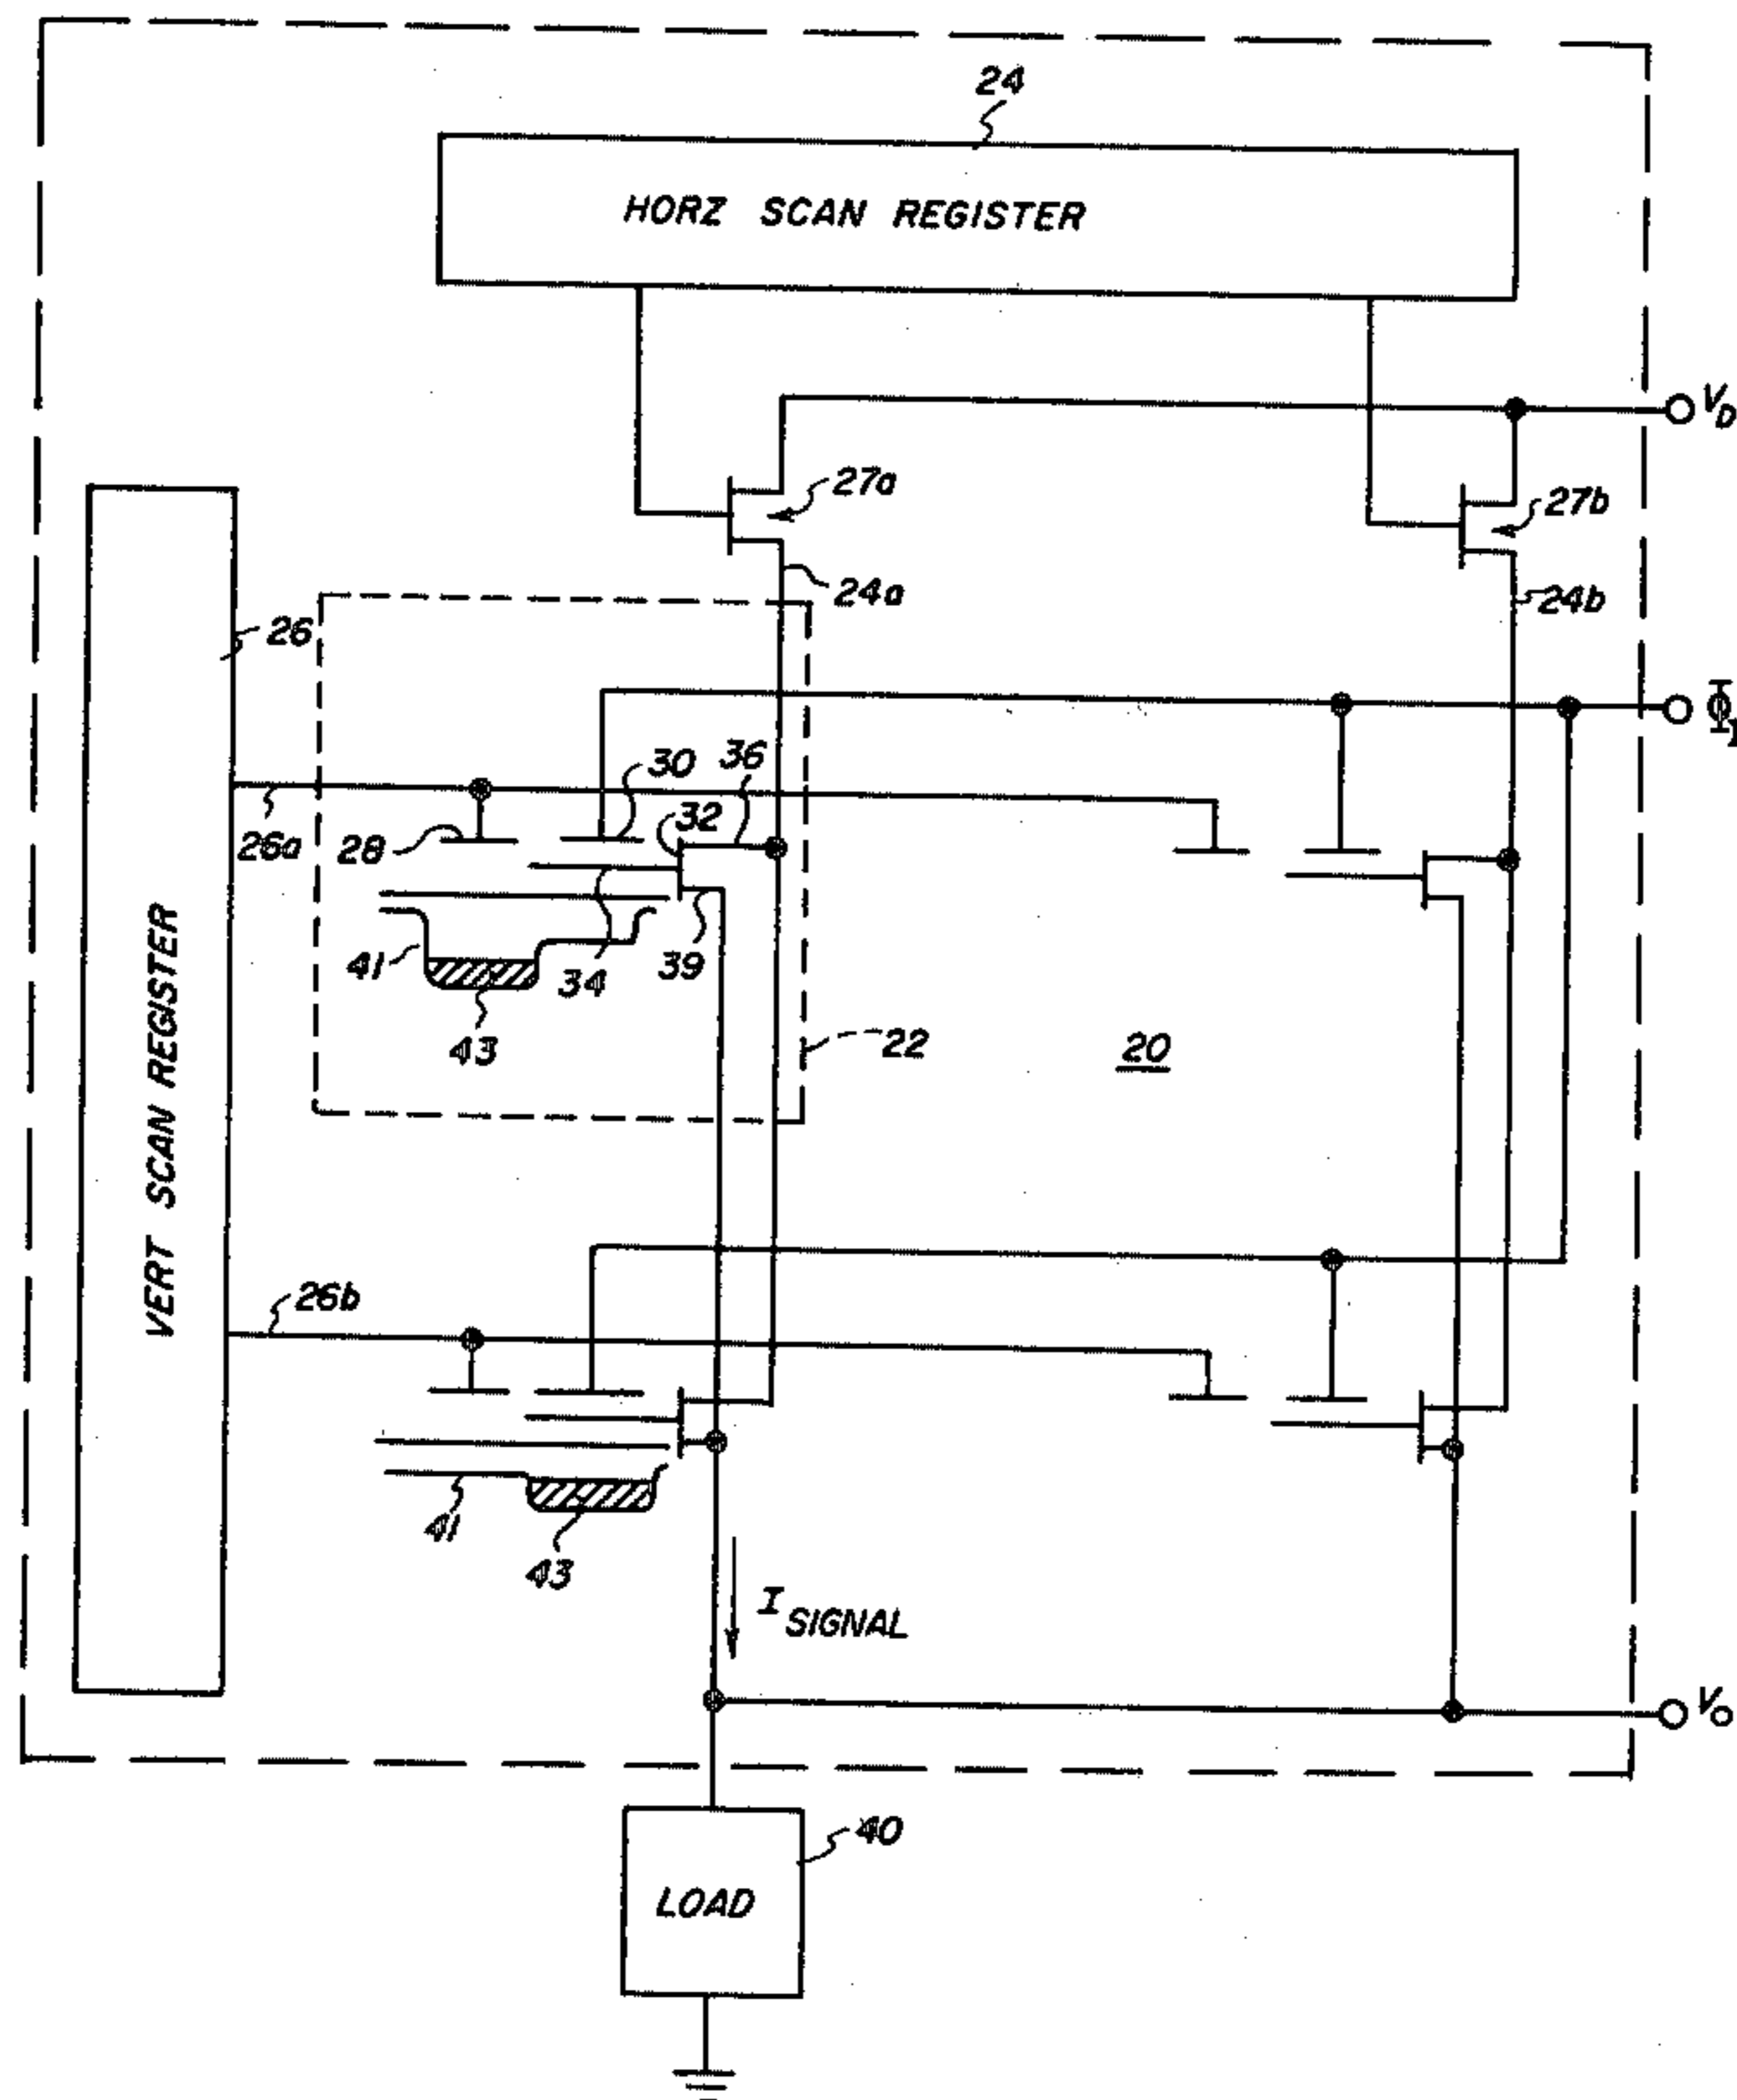 24
HORZ SCAN REGISTER
V_D
27a
27b
24a
24b
26
Φ
30
36
32
26a
28
41
34
39
43
22
20
VERT SCAN REGISTER
26b
41
43
I SIGNAL
V_O
40
LOAD